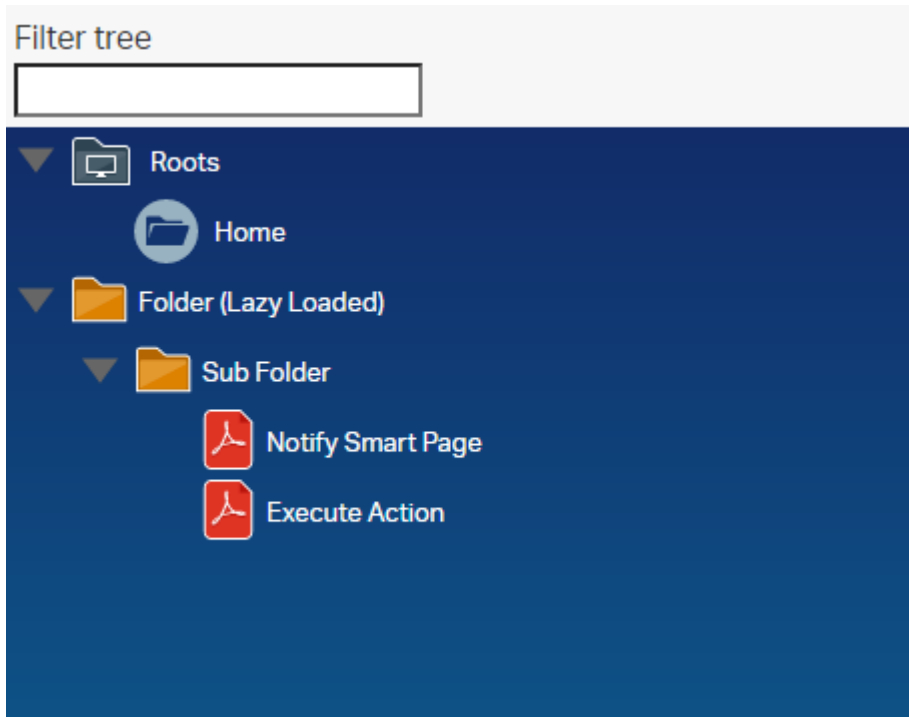 Filter tree
Roots
Home
Folder (Lazy Loaded)
Sub Folder
Notify Smart Page
Execute Action